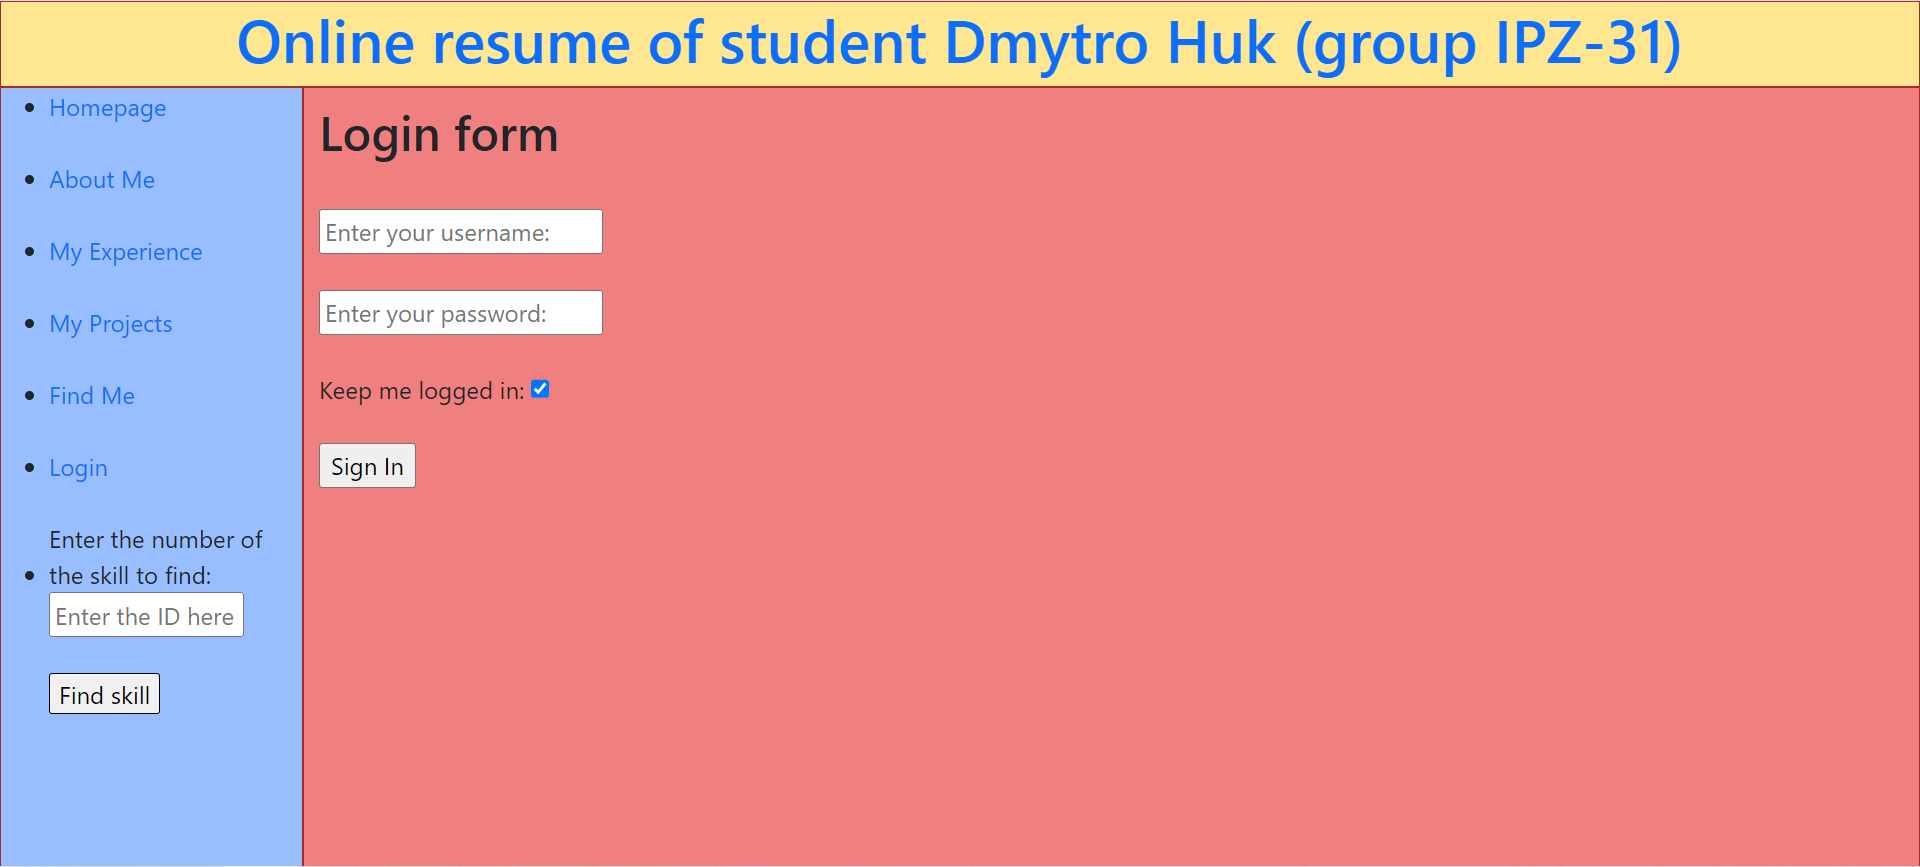 Online resume of student Dmytro Huk (group IPZ-31)
Homepage
About Me
My Experience
My Projects
Find Me
Login
Enter the number of
the skill to find:
Enter the ID here
Find skill
Login form
Enter your username:
Enter your password:
Keep me logged in:
Sign In